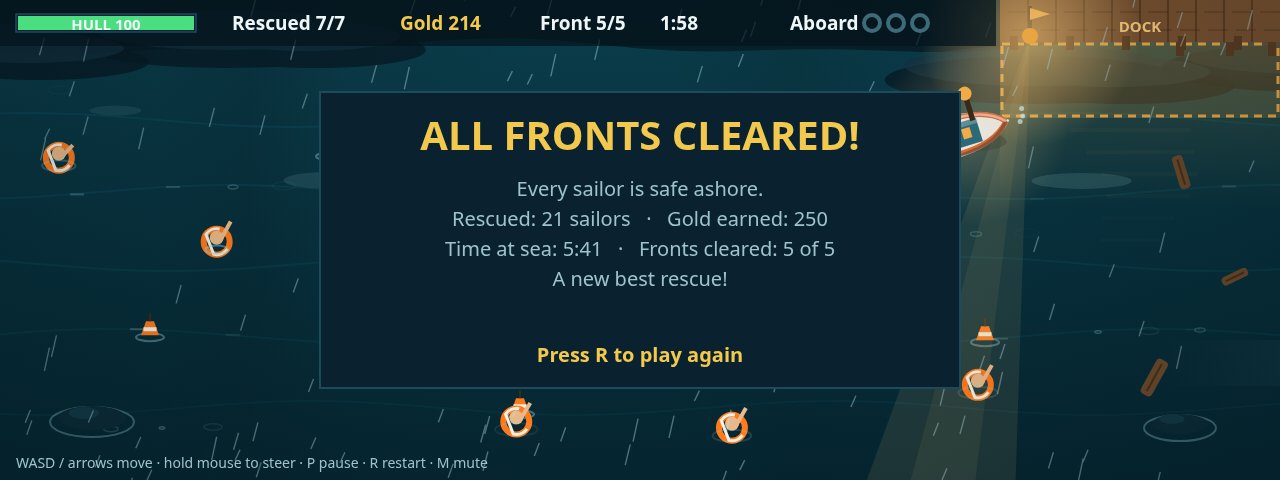 HULL 100 Rescued 7/7 Gold 214 Front 5/5 1:58 Aboard
DOCK
ALL FRONTS CLEARED!
Every sailor is safe ashore.
Rescued: 21 sailors · Gold earned: 250
Time at sea: 5:41 · Fronts cleared: 5 of 5
A new best rescue!
Press R to play again
WASD / arrows move · hold mouse to steer · P pause · R restart · M mute